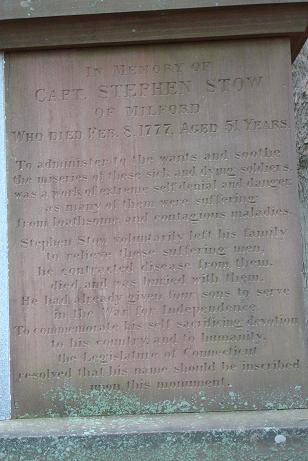 In Memory of
Capt. Stephen Stow
of Milford
Who died Feb. 8, 1777, Aged 51 Years.
To administer to the wants and soothe
the miseries of these sick and dying soldiers,
was a work of extreme self denial and danger,
as many of them were suffering
from loathsome and contagious maladies.
Stephen Stow voluntarily left his family
to relieve these suffering men,
he contracted disease from them,
died and was buried with them.
He had already given four sons to serve
in the War for Independence.
To commemorate his self sacrificing devotion
to his country, and to humanity,
the Legislature of Connecticut
resolved that his name should be inscribed
upon this monument.